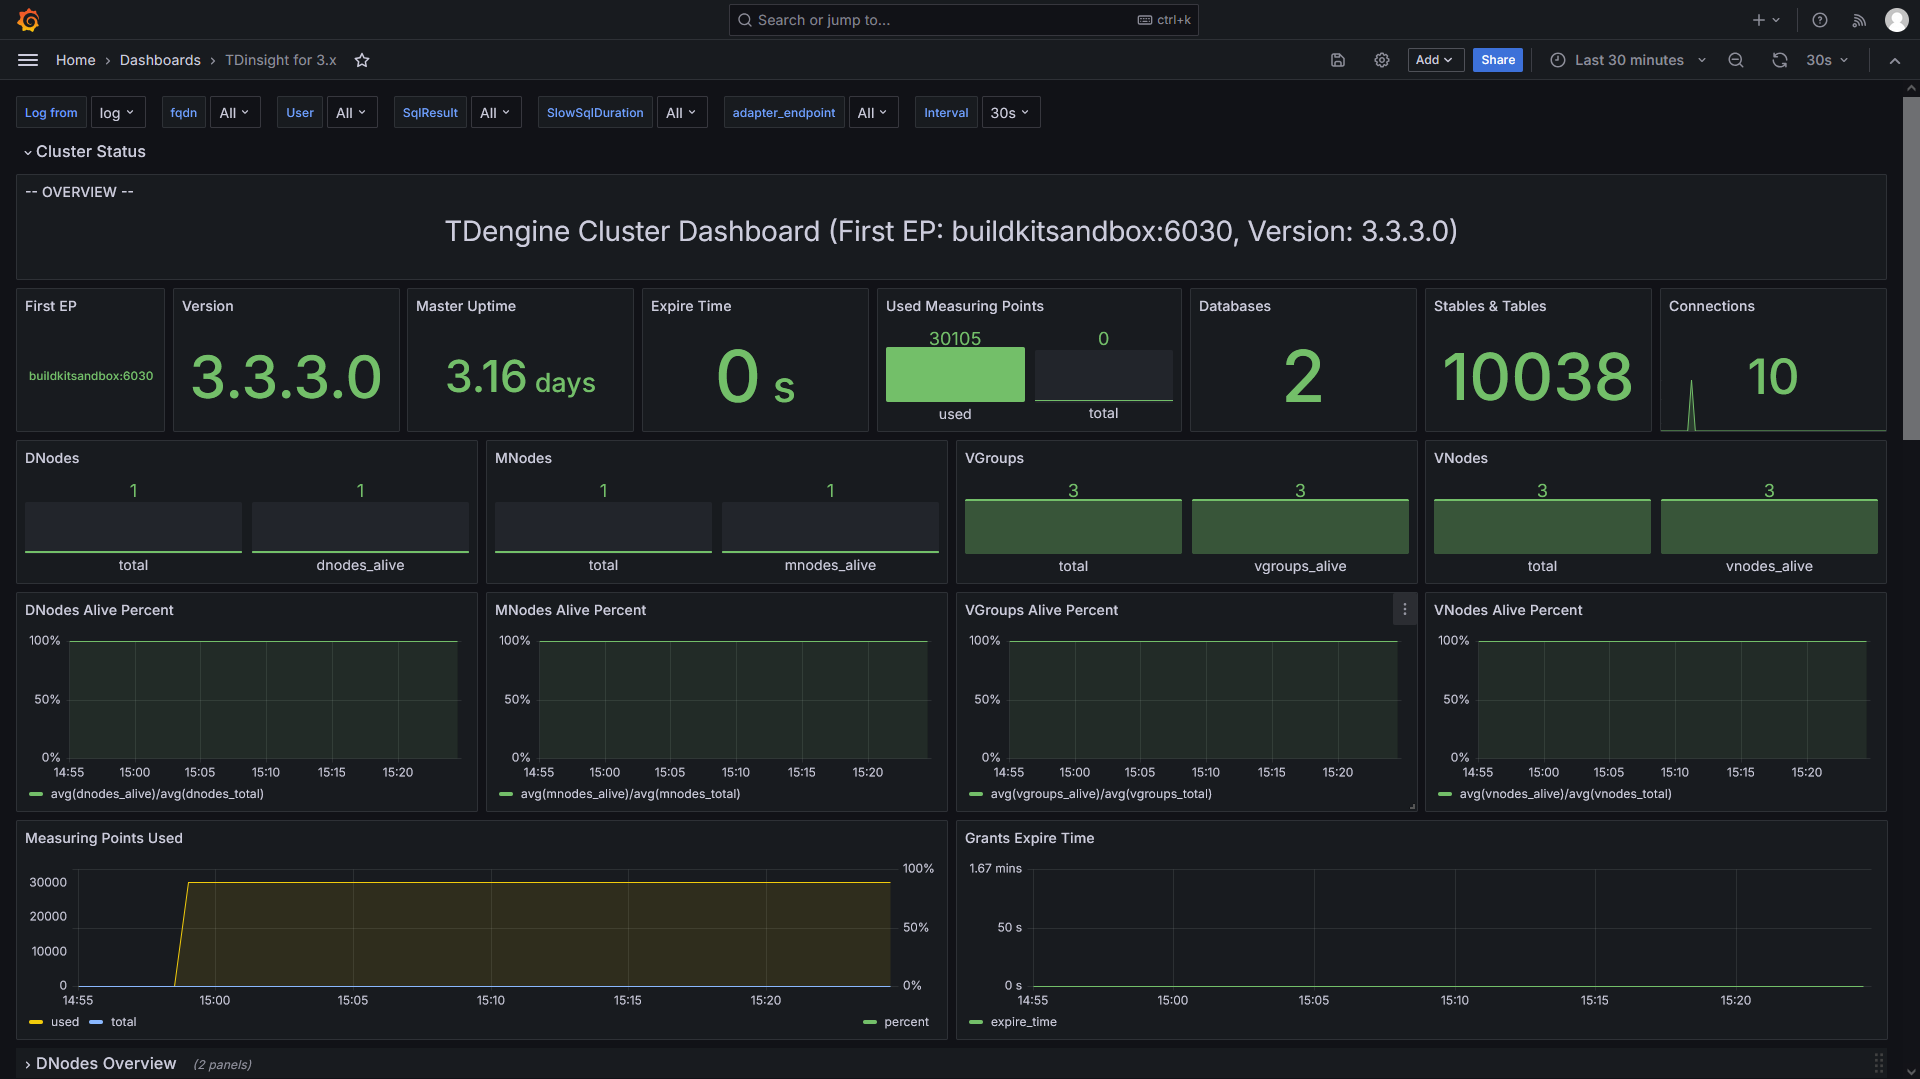 Search or jump to... ctrl+k
Home › Dashboards › TDinsight for 3.x Add Share Last 30 minutes 30s
Log from log fqdn All User All SqlResult All SlowSqlDuration All adapter_endpoint All Interval 30s
Cluster Status
-- OVERVIEW --
TDengine Cluster Dashboard (First EP: buildkitsandbox:6030, Version: 3.3.3.0)
First EP
buildkitsandbox:6030
Version
3.3.3.0
Master Uptime
3.16 days
Expire Time
0 s
Used Measuring Points
30105 0
used total
Databases
2
Stables & Tables
10038
Connections
10
DNodes
1 1
total dnodes_alive
MNodes
1 1
total mnodes_alive
VGroups
3 3
total vgroups_alive
VNodes
3 3
total vnodes_alive
DNodes Alive Percent
100%
50%
0%
14:55 15:00 15:05 15:10 15:15 15:20
avg(dnodes_alive)/avg(dnodes_total)
MNodes Alive Percent
100%
50%
0%
14:55 15:00 15:05 15:10 15:15 15:20
avg(mnodes_alive)/avg(mnodes_total)
VGroups Alive Percent
100%
50%
0%
14:55 15:00 15:05 15:10 15:15 15:20
avg(vgroups_alive)/avg(vgroups_total)
VNodes Alive Percent
100%
50%
0%
14:55 15:00 15:05 15:10 15:15 15:20
avg(vnodes_alive)/avg(vnodes_total)
Measuring Points Used
100%
30000
20000
50%
10000
0 0%
14:55 15:00 15:05 15:10 15:15 15:20
used total percent
Grants Expire Time
1.67 mins
50 s
0 s
14:55 15:00 15:05 15:10 15:15 15:20
expire_time
DNodes Overview (2 panels)